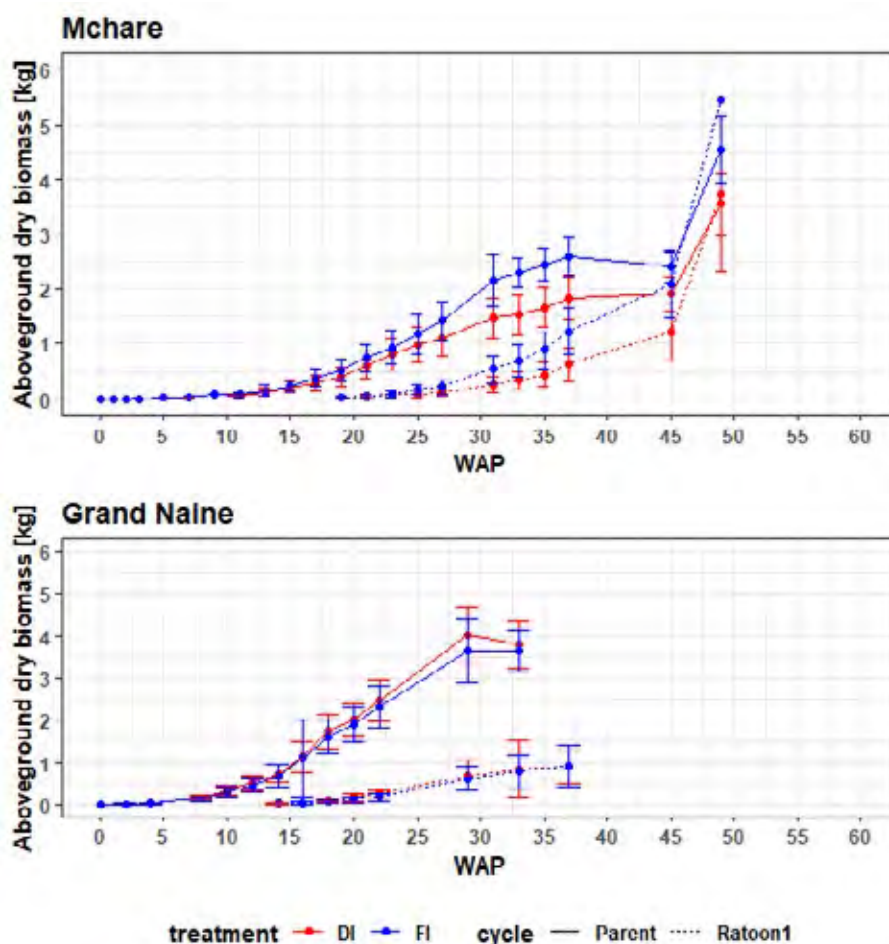 Mchare
Aboveground dry biomass [kg]
6
5
4
3
2
1
0
0 5 10 15 20 25 30 35 40 45 50 55 60
WAP
Grand Naine
Aboveground dry biomass [kg]
6
5
4
3
2
1
0
0 5 10 15 20 25 30 35 40 45 50 55 60
WAP
treatment DI FI cycle Parent Ratoon1